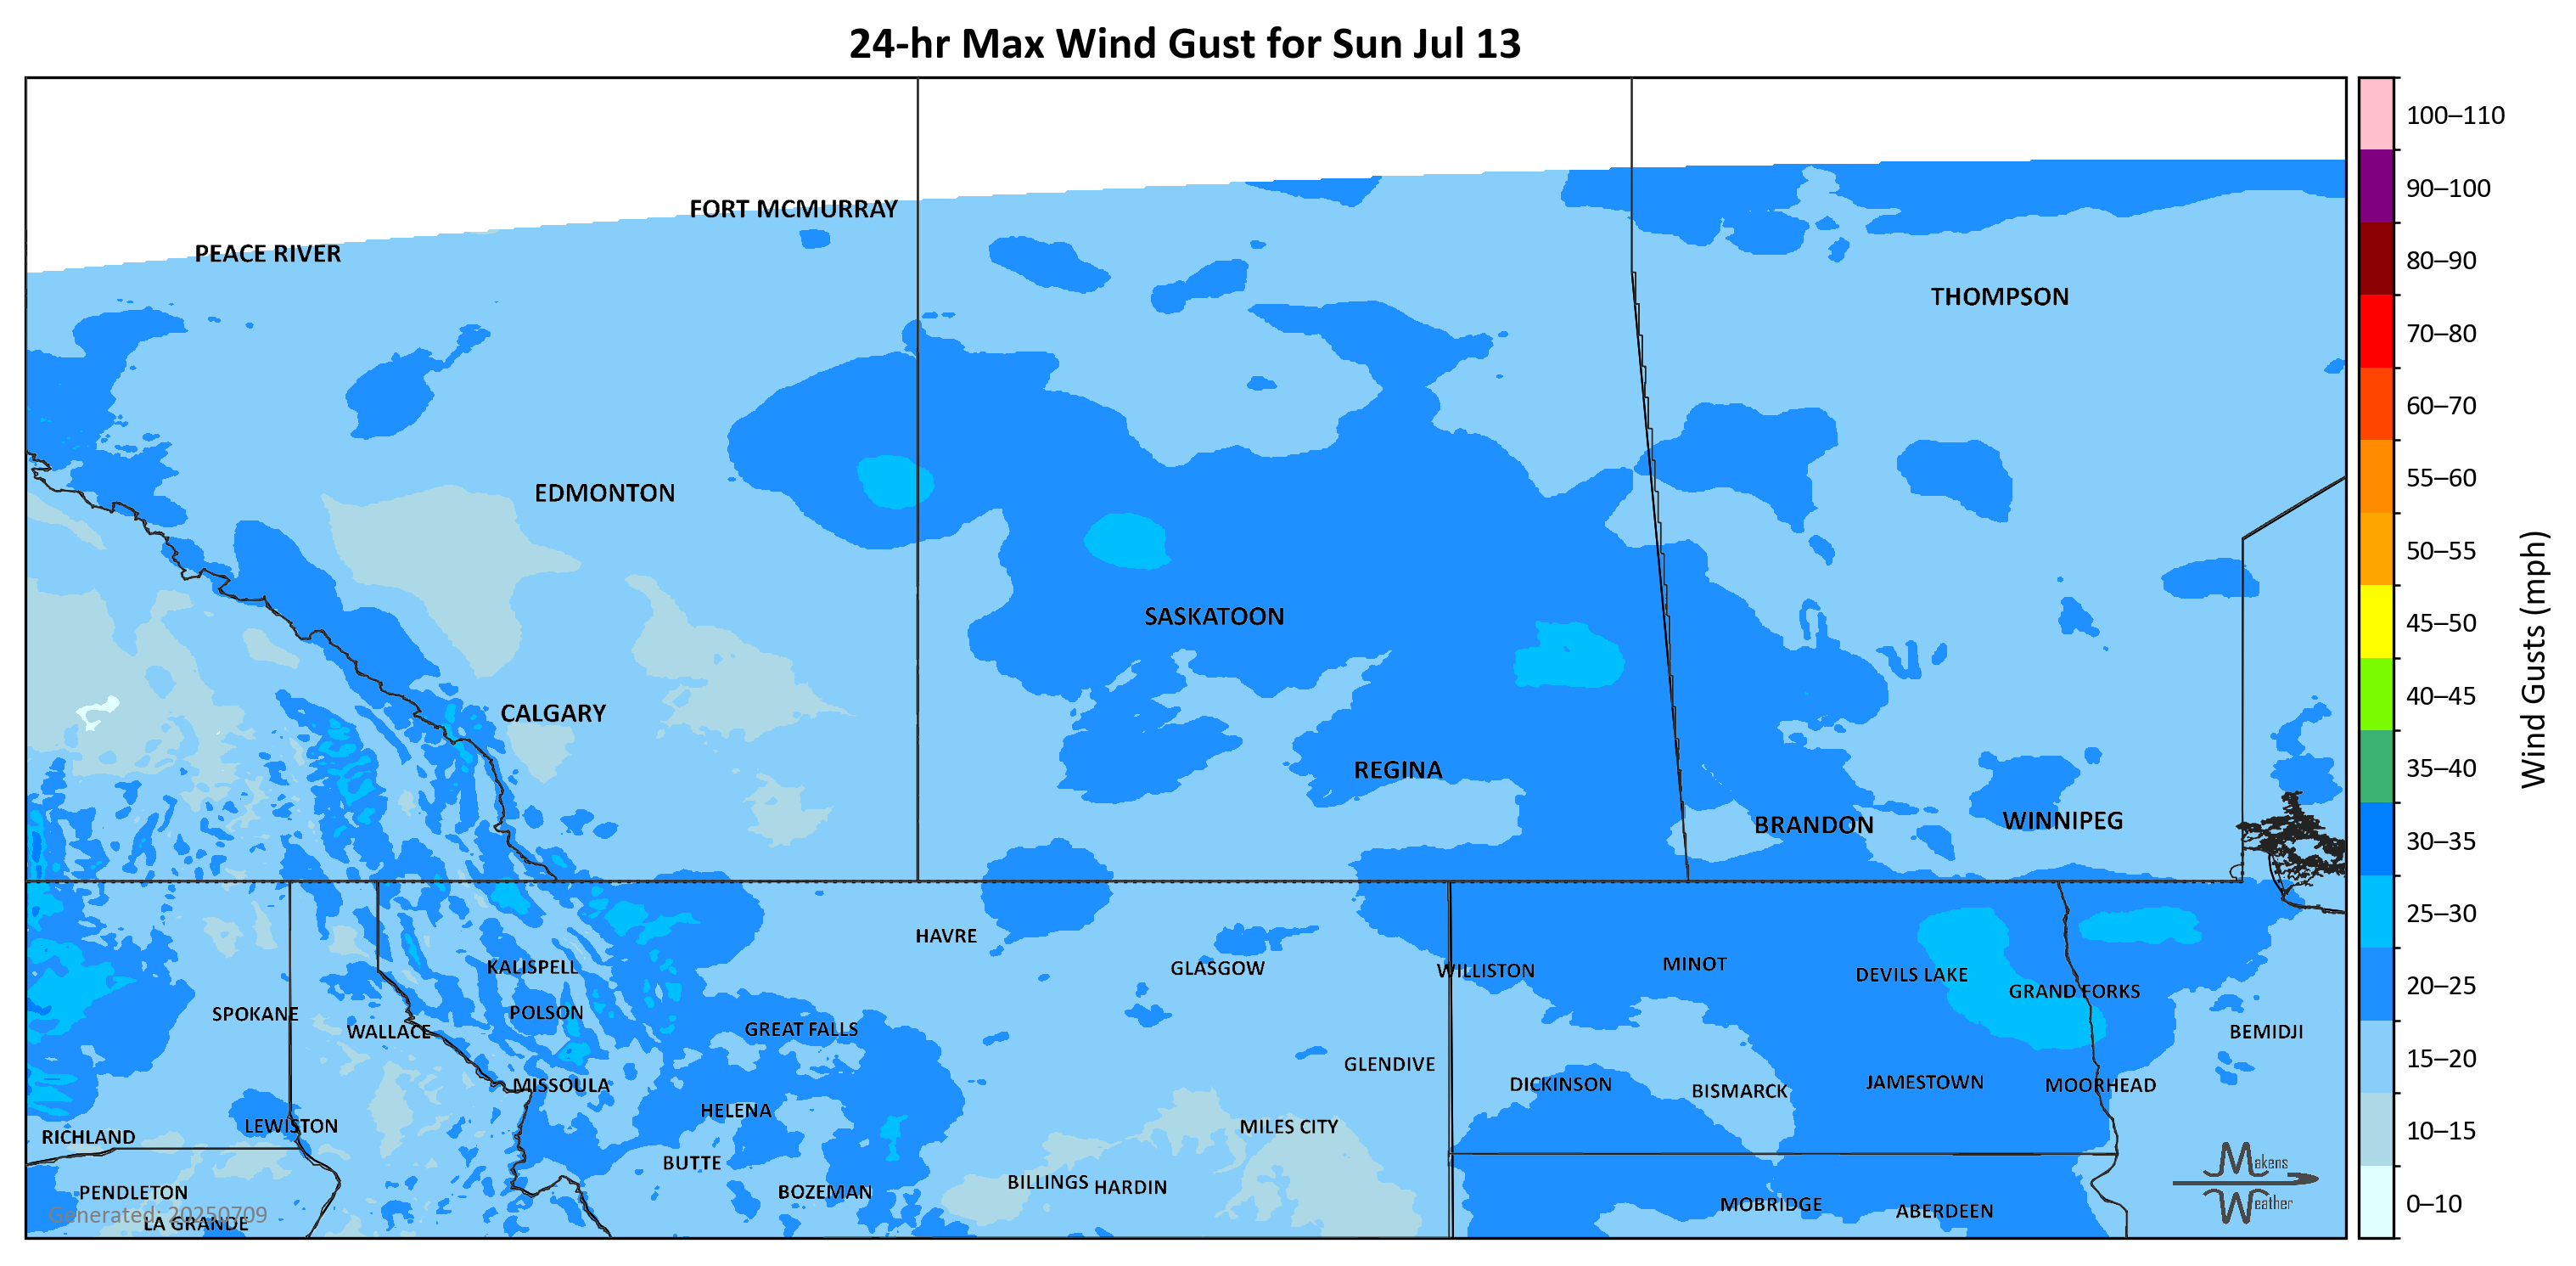 24-hr Max Wind Gust for Sun Jul 13
100–110
90–100
80–90
70–80
60–70
55–60
50–55
45–50
40–45
35–40
30–35
25–30
20–25
15–20
10–15
0–10
Wind Gusts (mph)
FORT MCMURRAY
PEACE RIVER
THOMPSON
EDMONTON
SASKATOON
CALGARY
REGINA
BRANDON
WINNIPEG
HAVRE
KALISPELL
GLASGOW
WILLISTON
MINOT
DEVILS LAKE
GRAND FORKS
SPOKANE
POLSON
WALLACE
GREAT FALLS
BEMIDJI
GLENDIVE
MISSOULA
DICKINSON
BISMARCK
JAMESTOWN
MOORHEAD
HELENA
LEWISTON
MILES CITY
RICHLAND
BUTTE
BILLINGS
HARDIN
PENDLETON
BOZEMAN
MOBRIDGE
ABERDEEN
Generated: 20250709
LA GRANDE
Makens
Weather